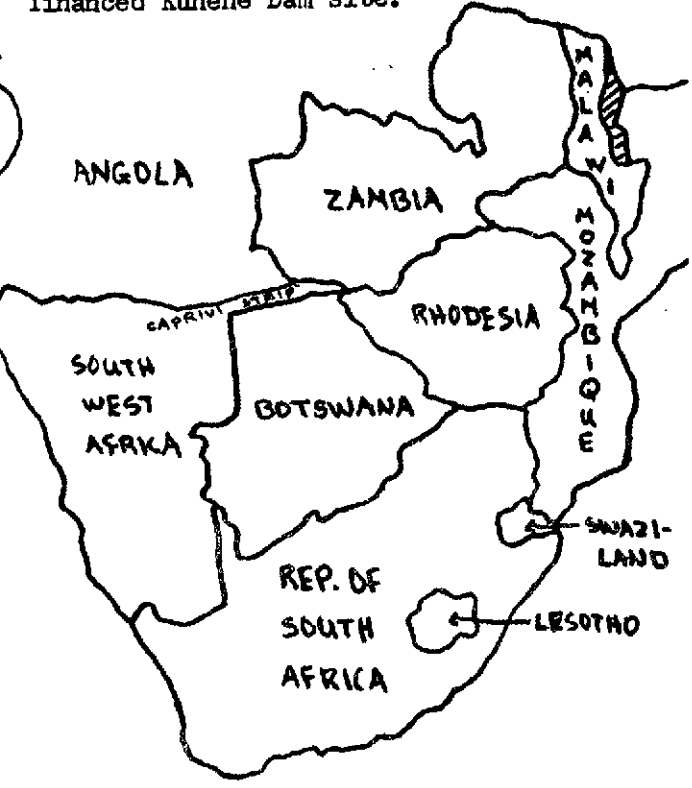 financed Kunene Dam site.
MALAWI
ANGOLA
ZAMBIA
MOZAMBIQUE
CAPRIVI STRIP
RHODESIA
SOUTH
WEST
AFRKA
BOTSWANA
SWAZI-
LAND
REP. OF
SOUTH
AFRICA
LESOTHO